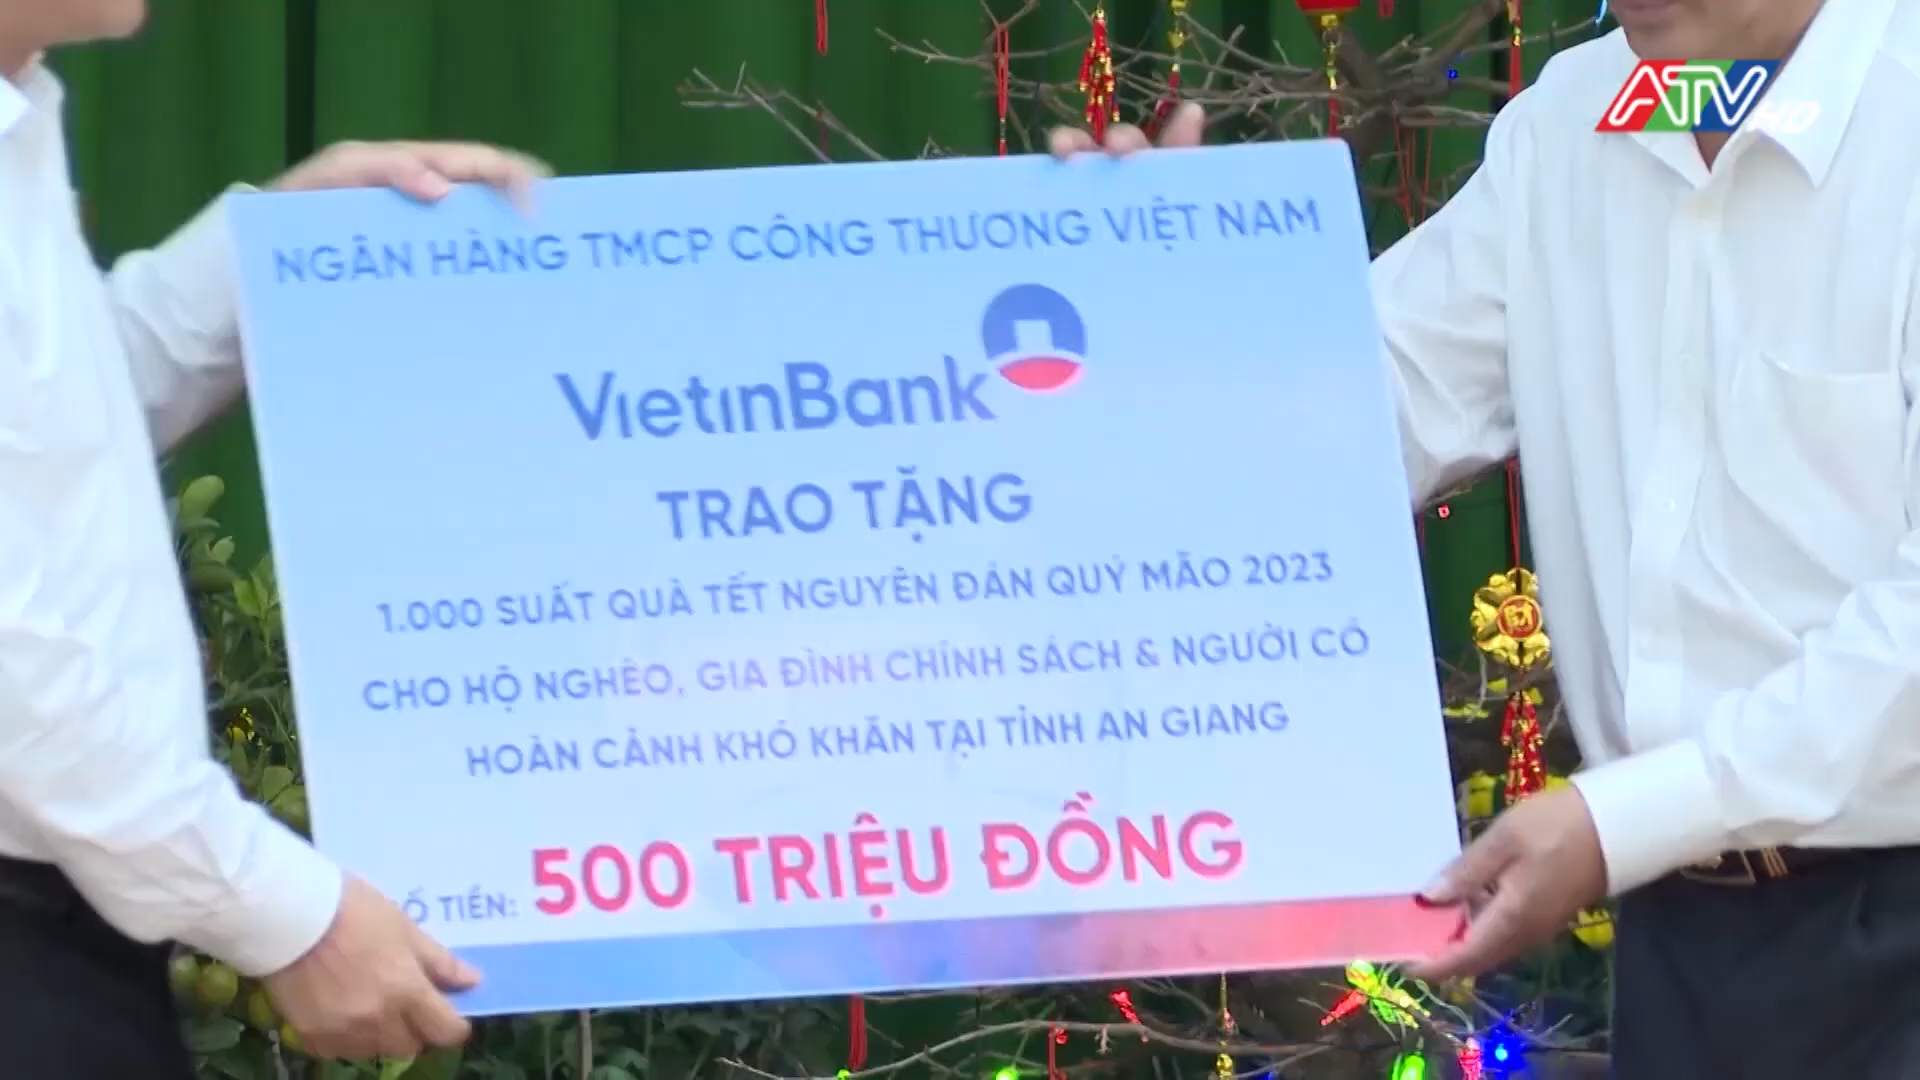 ATV HD
NGÂN HÀNG TMCP CÔNG THƯƠNG VIỆT NAM
VietinBank
TRAO TẶNG
1.000 SUẤT QUÀ TẾT NGUYÊN ĐÁN QUÝ MÃO 2023
CHO HỘ NGHÈO, GIA ĐÌNH CHÍNH SÁCH & NGƯỜI CÓ
HOÀN CẢNH KHÓ KHĂN TẠI TỈNH AN GIANG
TIỀN: 500 TRIỆU ĐỒNG